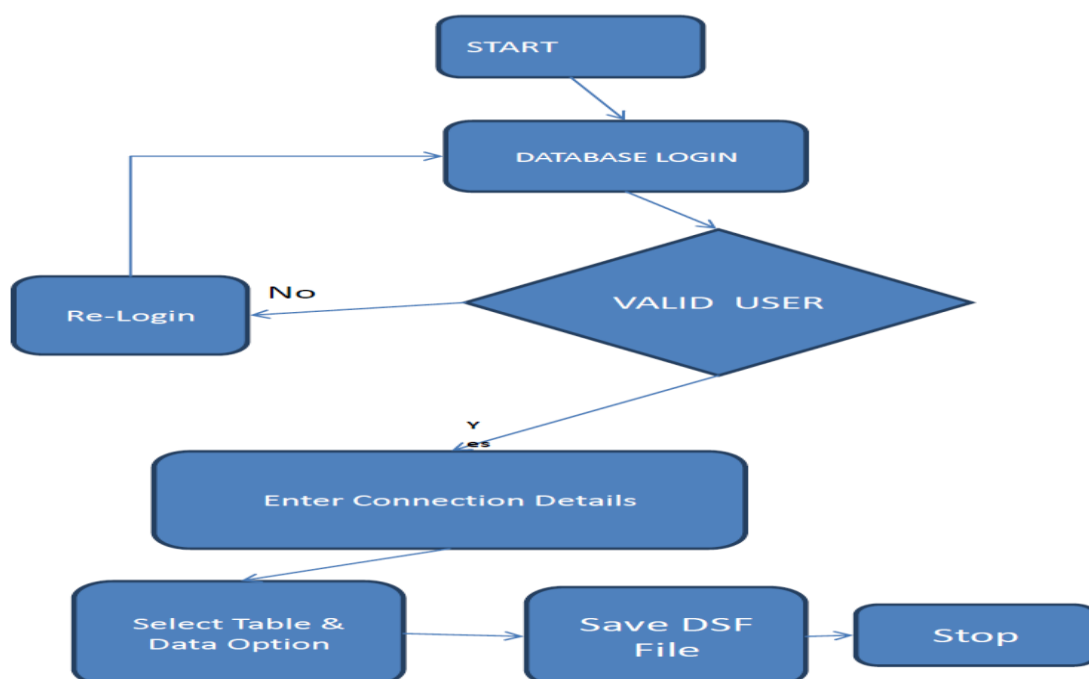 START
DATABASE LOGIN
VALID USER
No
Re-Login
Y
es
Enter Connection Details
Select Table &
Data Option
Save DSF
File
Stop